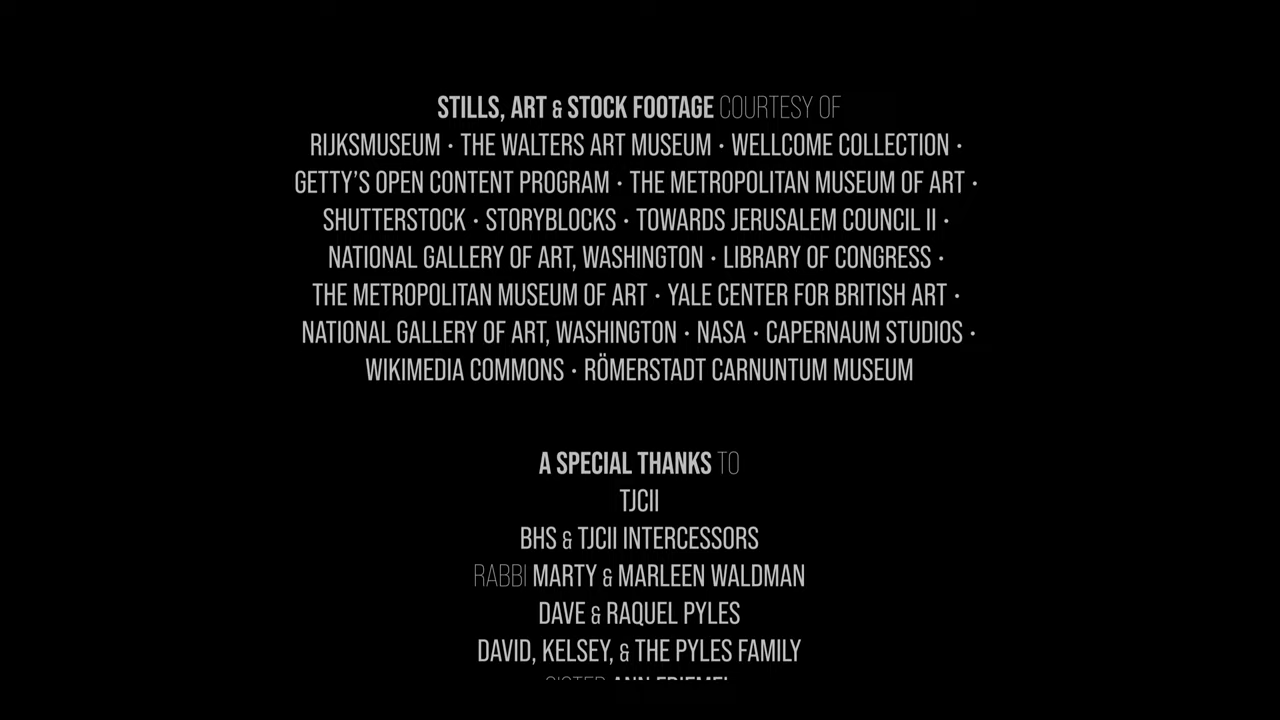 STILLS, ART & STOCK FOOTAGE COURTESY OF
RIJKSMUSEUM • THE WALTERS ART MUSEUM • WELLCOME COLLECTION •
GETTY’S OPEN CONTENT PROGRAM • THE METROPOLITAN MUSEUM OF ART •
SHUTTERSTOCK • STORYBLOCKS • TOWARDS JERUSALEM COUNCIL II •
NATIONAL GALLERY OF ART, WASHINGTON • LIBRARY OF CONGRESS •
THE METROPOLITAN MUSEUM OF ART • YALE CENTER FOR BRITISH ART •
NATIONAL GALLERY OF ART, WASHINGTON • NASA • CAPERNAUM STUDIOS •
WIKIMEDIA COMMONS • RÖMERSTADT CARNUNTUM MUSEUM
A SPECIAL THANKS TO
TJCII
BHS & TJCII INTERCESSORS
RABBI MARTY & MARLEEN WALDMAN
DAVE & RAQUEL PYLES
DAVID, KELSEY, & THE PYLES FAMILY
SISTER ANN